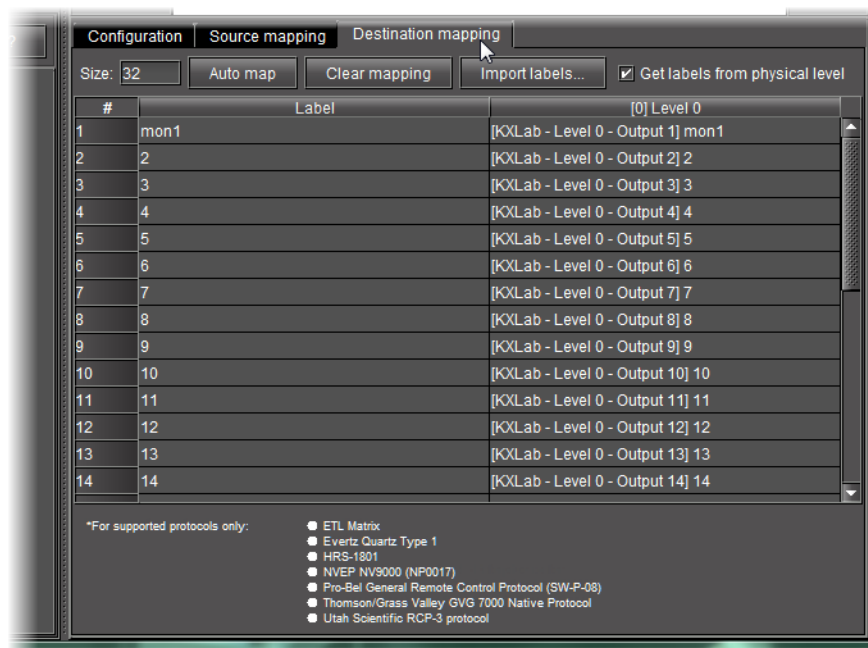 Configuration Source mapping Destination mapping
Size: 32 Auto map Clear mapping Import labels... Get labels from physical level
# Label [0] Level 0
1 mon1 [KXLab - Level 0 - Output 1] mon1
2 2 [KXLab - Level 0 - Output 2] 2
3 3 [KXLab - Level 0 - Output 3] 3
4 4 [KXLab - Level 0 - Output 4] 4
5 5 [KXLab - Level 0 - Output 5] 5
6 6 [KXLab - Level 0 - Output 6] 6
7 7 [KXLab - Level 0 - Output 7] 7
8 8 [KXLab - Level 0 - Output 8] 8
9 9 [KXLab - Level 0 - Output 9] 9
10 10 [KXLab - Level 0 - Output 10] 10
11 11 [KXLab - Level 0 - Output 11] 11
12 12 [KXLab - Level 0 - Output 12] 12
13 13 [KXLab - Level 0 - Output 13] 13
14 14 [KXLab - Level 0 - Output 14] 14
*For supported protocols only: ETL Matrix
Evertz Quartz Type 1
HRS-1801
NVEP NV9000 (NP0017)
Pro-Bel General Remote Control Protocol (SW-P-08)
Thomson/Grass Valley GVG 7000 Native Protocol
Utah Scientific RCP-3 protocol